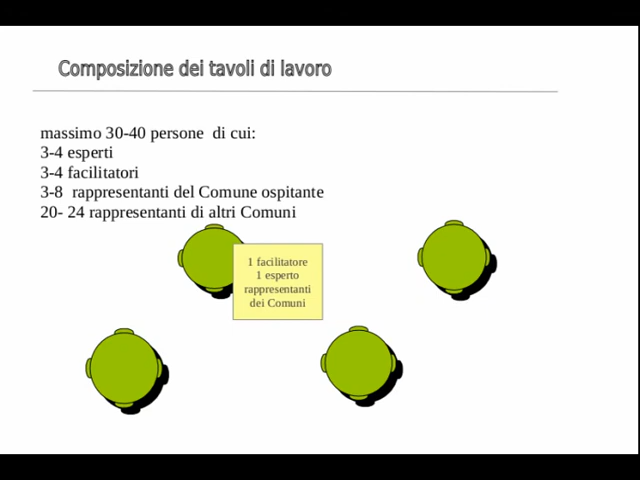 Composizione dei tavoli di lavoro
massimo 30-40 persone  di cui:
3-4 esperti
3-4 facilitatori
3-8  rappresentanti del Comune ospitante
20- 24 rappresentanti di altri Comuni
1 facilitatore
1 esperto
rappresentanti
dei Comuni